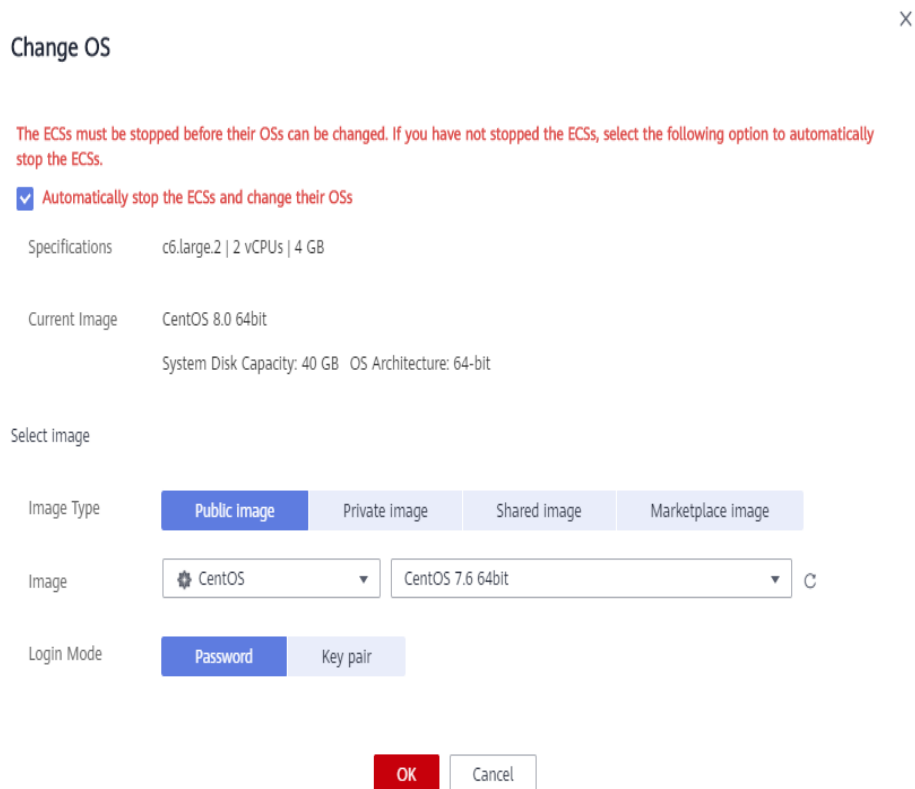 Change OS
The ECSs must be stopped before their OSs can be changed. If you have not stopped the ECSs, select the following option to automatically
stop the ECSs.
Automatically stop the ECSs and change their OSs
Specifications c6.large.2 | 2 vCPUs | 4 GB
Current Image CentOS 8.0 64bit
System Disk Capacity: 40 GB OS Architecture: 64-bit
Select image
Image Type Public image Private image Shared image Marketplace image
Image CentOS CentOS 7.6 64bit
Login Mode Password Key pair
OK Cancel